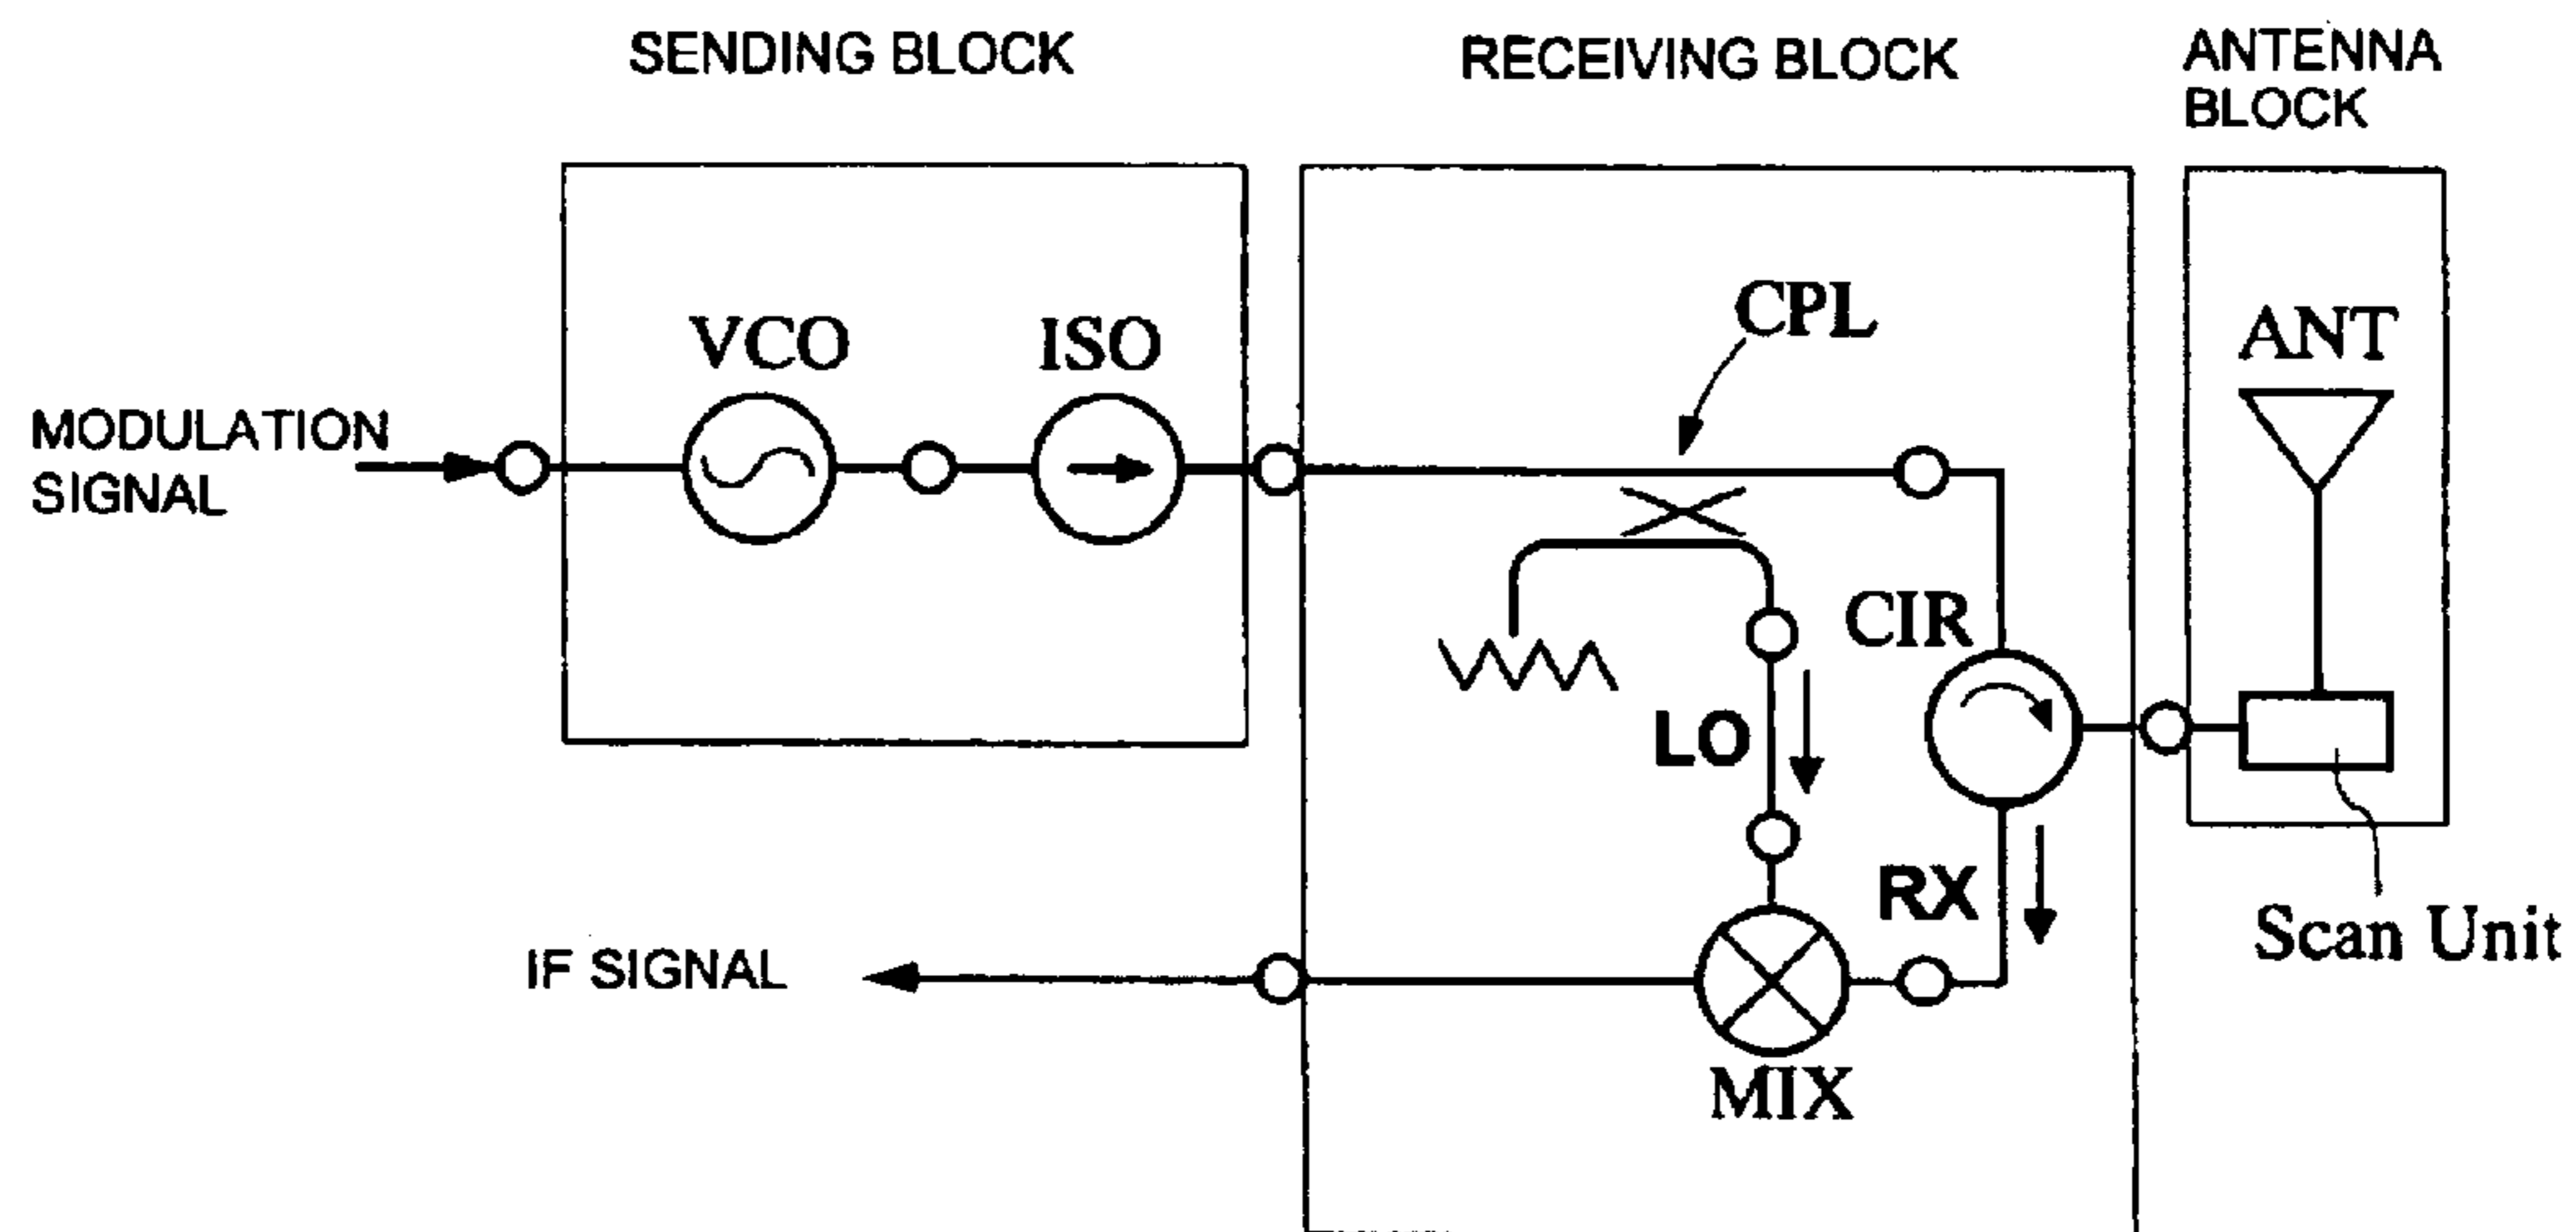 SENDING BLOCK
RECEIVING BLOCK
ANTENNA
BLOCK
VCO
ISO
CPL
ANT
MODULATION
SIGNAL
CIR
LO
RX
Scan Unit
IF SIGNAL
MIX